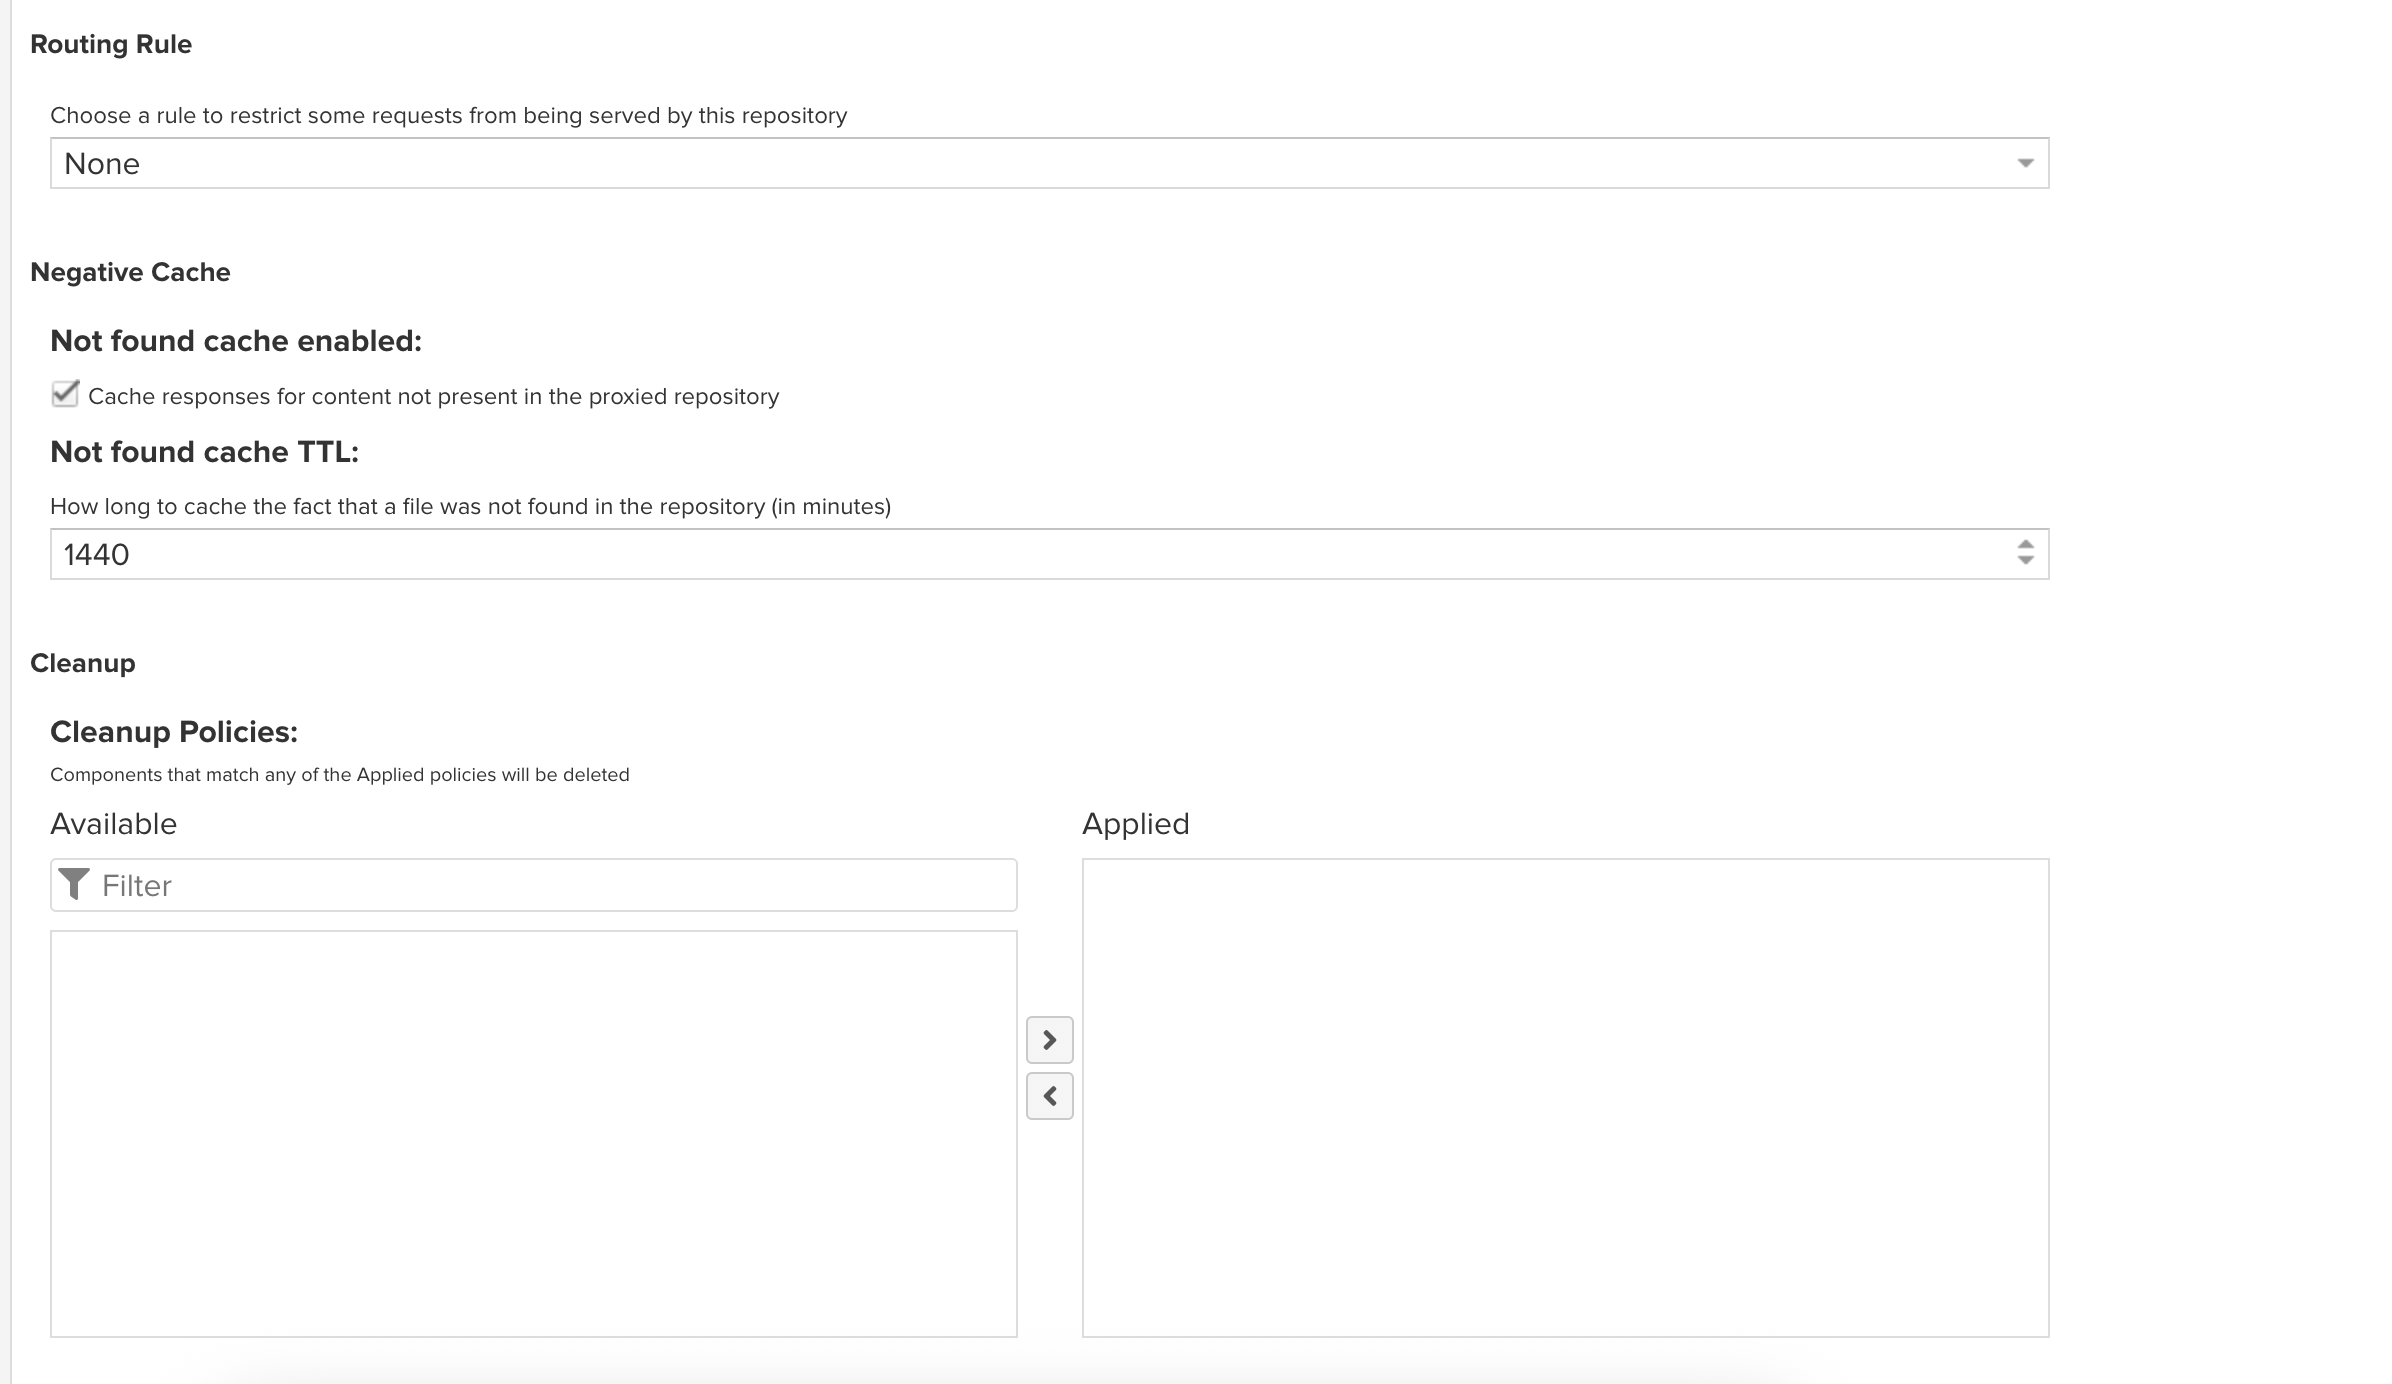 Routing Rule
Choose a rule to restrict some requests from being served by this repository
None
Negative Cache
Not found cache enabled:
Cache responses for content not present in the proxied repository
Not found cache TTL:
How long to cache the fact that a file was not found in the repository (in minutes)
1440
Cleanup
Cleanup Policies:
Components that match any of the Applied policies will be deleted
Available
Applied
Filter